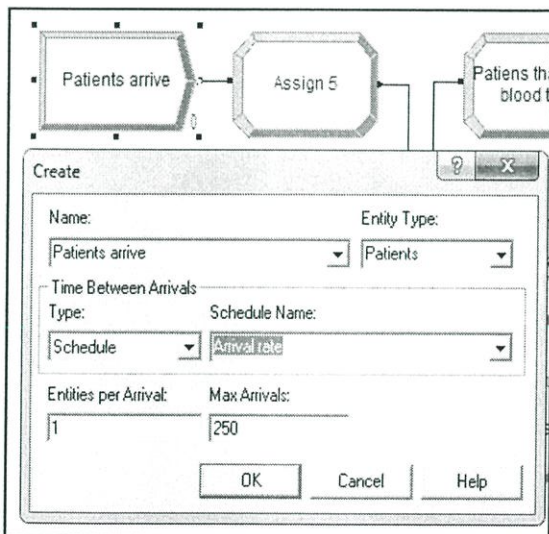 Patients arrive
Assign 5
Patiens tha
blood t
0
Create
Name:
Entity Type:
Patients arrive
Patients
Time Between Arrivals
Type:
Schedule Name:
Schedule
Arrival rate
Entities per Arrival:
Max Arrivals:
1
250
OK
Cancel
Help